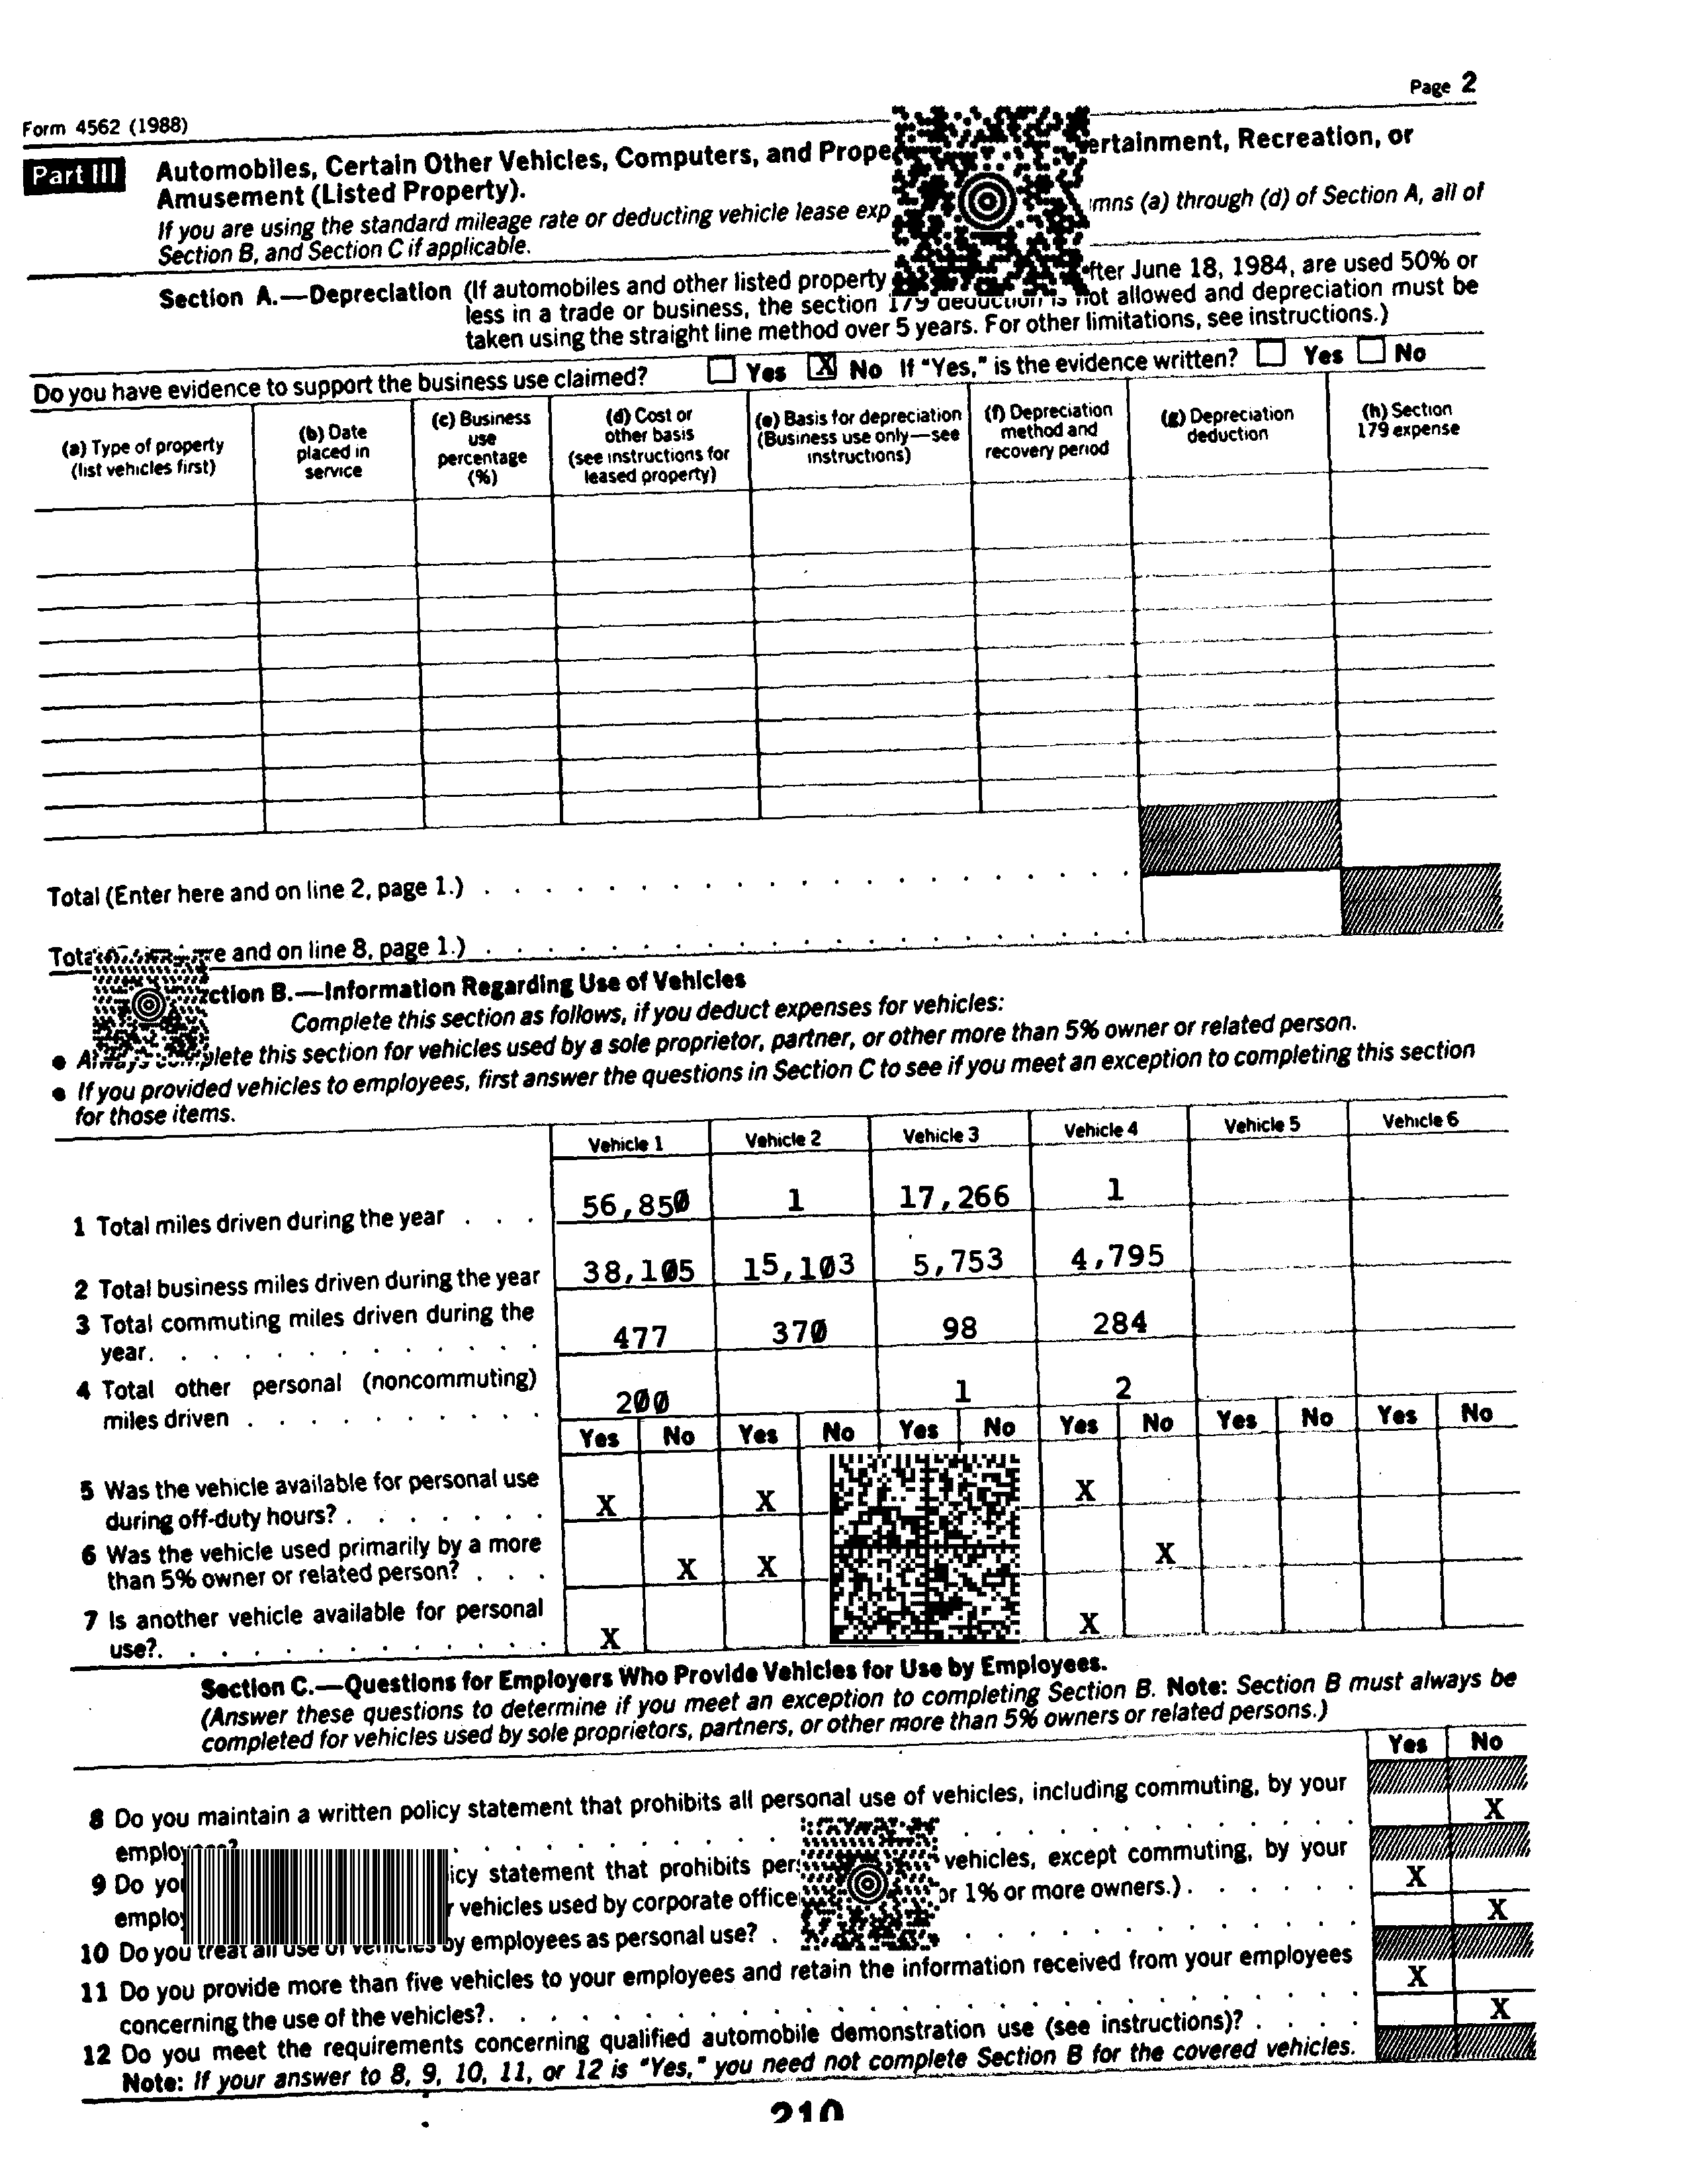 Page 2
Form 4562 (1988)
Part III Automobiles, Certain Other Vehicles, Computers, and Prope ertainment, Recreation, or
Amusement (Listed Property).
If you are using the standard mileage rate or deducting vehicle lease exp mns (a) through (d) of Section A, all of
Section B, and Section C if applicable.
Section A.—Depreciation (If automobiles and other listed property fter June 18, 1984, are used 50% or
less in a trade or business, the section 179 deduction is not allowed and depreciation must be
taken using the straight line method over 5 years. For other limitations, see instructions.)
Do you have evidence to support the business use claimed? Yes X No If "Yes," is the evidence written? Yes No
(a) Type of property (list vehicles first)
(b) Date placed in service
(c) Business use percentage (%)
(d) Cost or other basis (see instructions for leased property)
(e) Basis for depreciation (Business use only—see instructions)
(f) Depreciation method and recovery period
(g) Depreciation deduction
(h) Section 179 expense
Total (Enter here and on line 2, page 1.)
Tota re and on line 8, page 1.)
ction B.—Information Regarding Use of Vehicles
Complete this section as follows, if you deduct expenses for vehicles:
● Always complete this section for vehicles used by a sole proprietor, partner, or other more than 5% owner or related person.
● If you provided vehicles to employees, first answer the questions in Section C to see if you meet an exception to completing this section
for those items.
Vehicle 1 Vehicle 2 Vehicle 3 Vehicle 4 Vehicle 5 Vehicle 6
1 Total miles driven during the year . . . 56,850 1 17,266 1
2 Total business miles driven during the year 38,105 15,103 5,753 4,795
3 Total commuting miles driven during the
year. 477 370 98 284
4 Total other personal (noncommuting)
miles driven 200 1 2
Yes No Yes No Yes No Yes No Yes No Yes No
5 Was the vehicle available for personal use
during off-duty hours? X X X
6 Was the vehicle used primarily by a more
than 5% owner or related person? X X X
7 Is another vehicle available for personal
use?. X X
Section C.—Questions for Employers Who Provide Vehicles for Use by Employees.
(Answer these questions to determine if you meet an exception to completing Section B. Note: Section B must always be
completed for vehicles used by sole proprietors, partners, or other more than 5% owners or related persons.)
Yes No
8 Do you maintain a written policy statement that prohibits all personal use of vehicles, including commuting, by your
employees? X
9 Do you icy statement that prohibits per vehicles, except commuting, by your
emplo vehicles used by corporate office or 1% or more owners.) X
10 Do you treat all use of vehicles by employees as personal use? X
11 Do you provide more than five vehicles to your employees and retain the information received from your employees
concerning the use of the vehicles? X
12 Do you meet the requirements concerning qualified automobile demonstration use (see instructions)? X
Note: If your answer to 8, 9, 10, 11, or 12 is "Yes," you need not complete Section B for the covered vehicles.
210